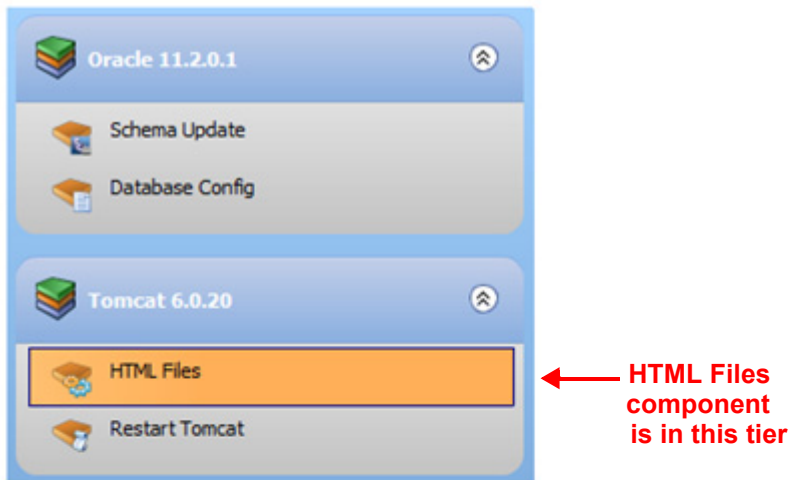 Oracle 11.2.0.1
Schema Update
Database Config
Tomcat 6.0.20
HTML Files
Restart Tomcat
HTML Files
component
is in this tier